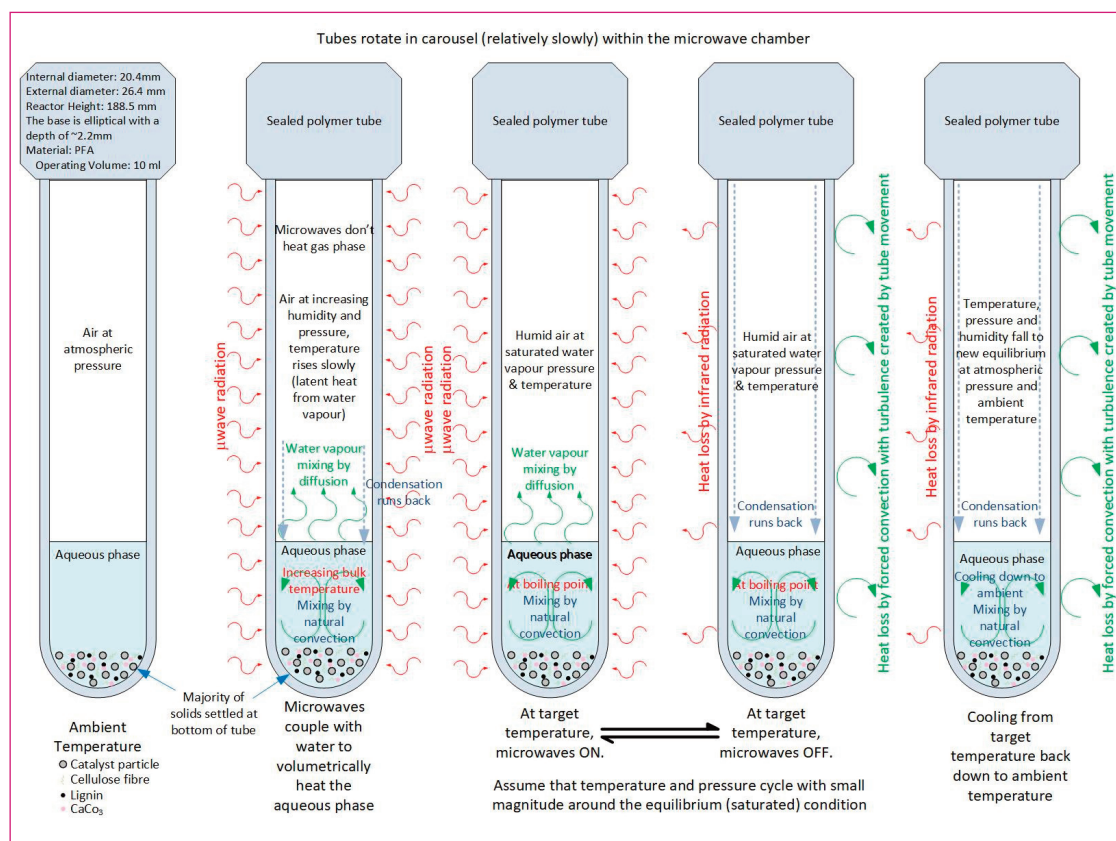 Tubes rotate in carousel (relatively slowly) within the microwave chamber
Internal diameter: 20.4mm
External diameter: 26.4 mm
Reactor Height: 188.5 mm
The base is elliptical with a
depth of ~2.2mm
Material: PFA
Operating Volume: 10 ml
Air at
atmospheric
pressure
Aqueous phase
Majority of
solids settled at
bottom of tube
Ambient
Temperature
Catalyst particle
Cellulose fibre
Lignin
CaCo3
Sealed polymer tube
µwave radiation
Microwaves don't
heat gas phase
Air at increasing
humidity and
pressure,
temperature
rises slowly
(latent heat
from water
vapour)
Water vapour
mixing by
diffusion
Condensation
runs back
Aqueous phase
Increasing bulk
temperature
Mixing by
natural
convection
µwave radiation
Microwaves
couple with
water to
volumetrically
heat the
aqueous phase
Sealed polymer tube
µwave radiation
Humid air at
saturated water
vapour pressure
& temperature
Water vapour
mixing by
diffusion
Aqueous phase
At boiling point
Mixing by
natural
convection
At target
temperature,
microwaves ON.
Sealed polymer tube
Heat loss by infrared radiation
Humid air at
saturated water
vapour pressure
& temperature
Condensation
runs back
Aqueous phase
At boiling point
Mixing by
natural
convection
Heat loss by forced convection with turbulence created by tube movement
At target
temperature,
microwaves OFF.
Assume that temperature and pressure cycle with small
magnitude around the equilibrium (saturated) condition
Sealed polymer tube
Heat loss by infrared radiation
Temperature,
pressure and
humidity fall to
new equilibrium
at atmospheric
pressure and
ambient
temperature
Condensation
runs back
Aqueous phase
Cooling down to
ambient
Mixing by
natural
convection
Heat loss by forced convection with turbulence created by tube movement
Cooling from
target
temperature back
down to ambient
temperature